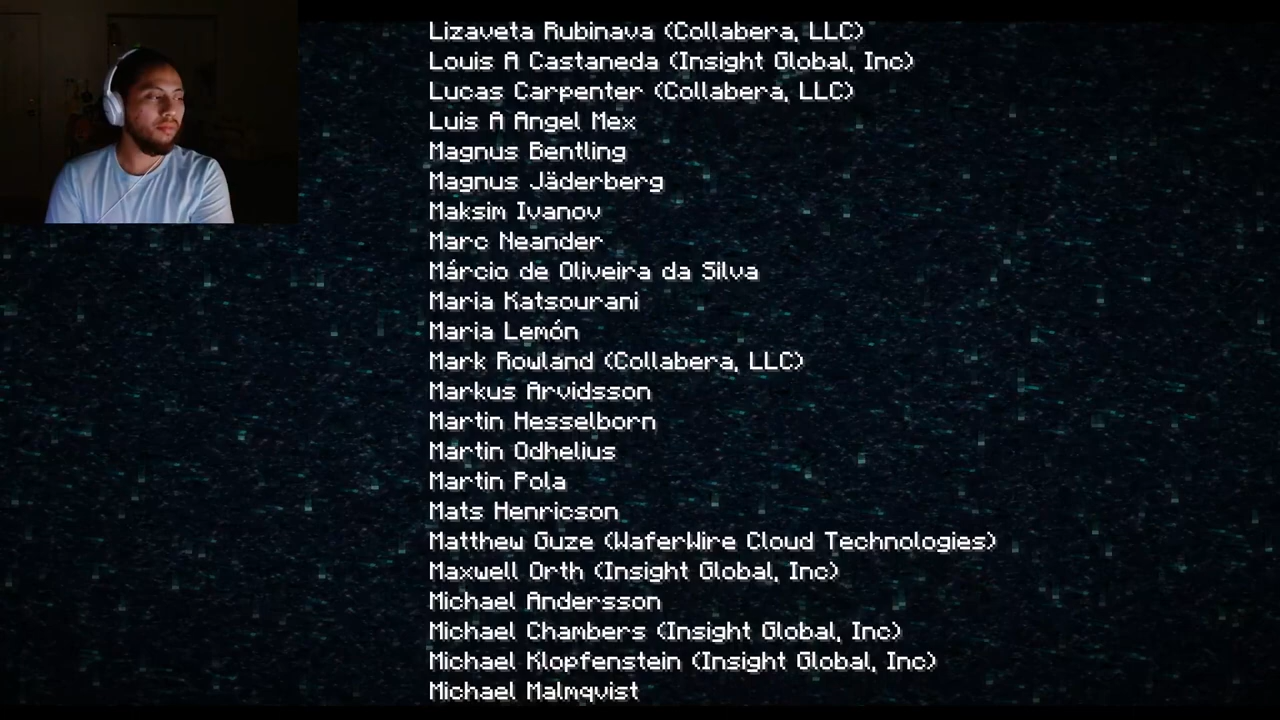 Lizaveta Rubinava (Collabera, LLC)
Louis A Castaneda (Insight Global, Inc)
Lucas Carpenter (Collabera, LLC)
Luis A Angel Mex
Magnus Bentling
Magnus Jäderberg
Maksim Ivanov
Marc Neander
Márcio de Oliveira da Silva
Maria Katsourani
Maria Lemón
Mark Rowland (Collabera, LLC)
Markus Arvidsson
Martin Hesselborn
Martin Odhelius
Martin Pola
Mats Henricson
Matthew Guze (WaferWire Cloud Technologies)
Maxwell Orth (Insight Global, Inc)
Michael Andersson
Michael Chambers (Insight Global, Inc)
Michael Klopfenstein (Insight Global, Inc)
Michael Malmqvist